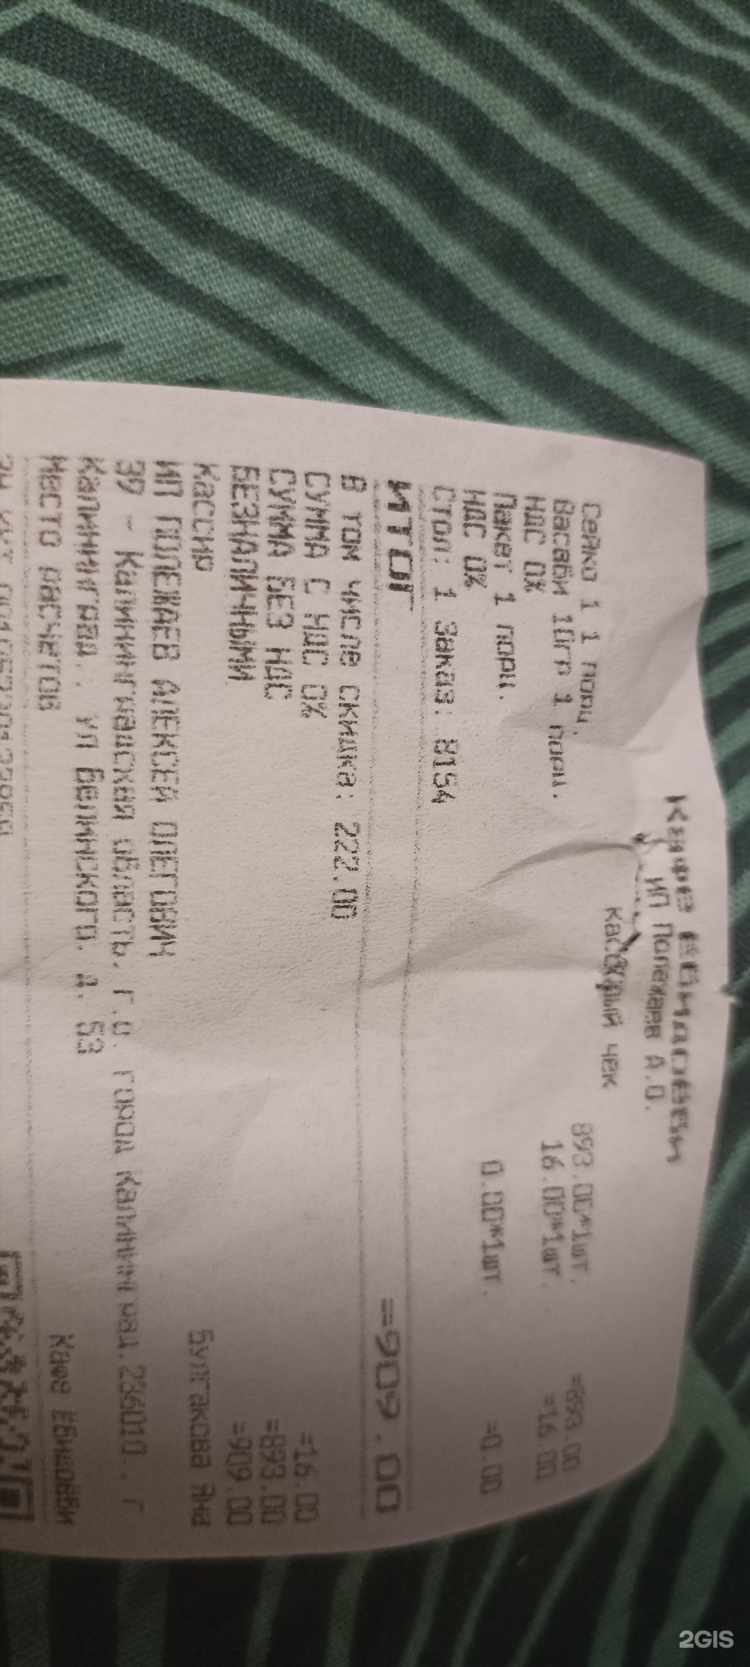 КАФЕ ЁБИДОЁБИ
ИП Полежаев А.О.
Кассовый чек
Сейко 1 1 порц.
893.00*1шт. =893.00
Васаби 10гр 1 порц.
16.00*1шт. =16.00
НДС 0%
Пакет 1 порц.
0.00*1шт. =0.00
НДС 0%
Стол: 1 Заказ: 8154
ИТОГ =909.00
В том числе скидка: 222.00
СУММА С НДС 0% =16.00
СУММА БЕЗ НДС =893.00
БЕЗНАЛИЧНЫМИ =909.00
Кассир Булгакова Яна
ИП ПОЛЕЖАЕВ АЛЕКСЕЙ ОЛЕГОВИЧ
39 - Калининградская область, Г.О. ГОРОД Калининград,236010,, Г
Калининград,, УЛ Белинского, д. 53
Место расчетов Кафе Ёбидоёби
2GIS